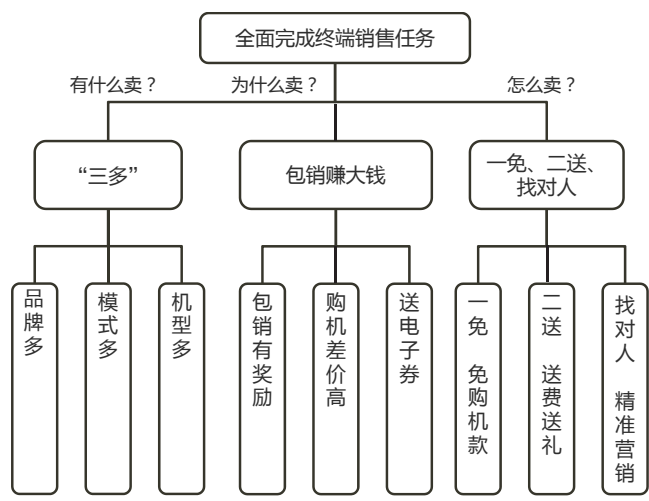 全面完成终端销售任务
有什么卖？
为什么卖？
怎么卖？
“三多”
包销赚大钱
一免、二送、
找对人
品牌多
模式多
机型多
包销有奖励
购机差价高
送电子券
一免 免购机款
二送 送费送礼
找对人 精准营销